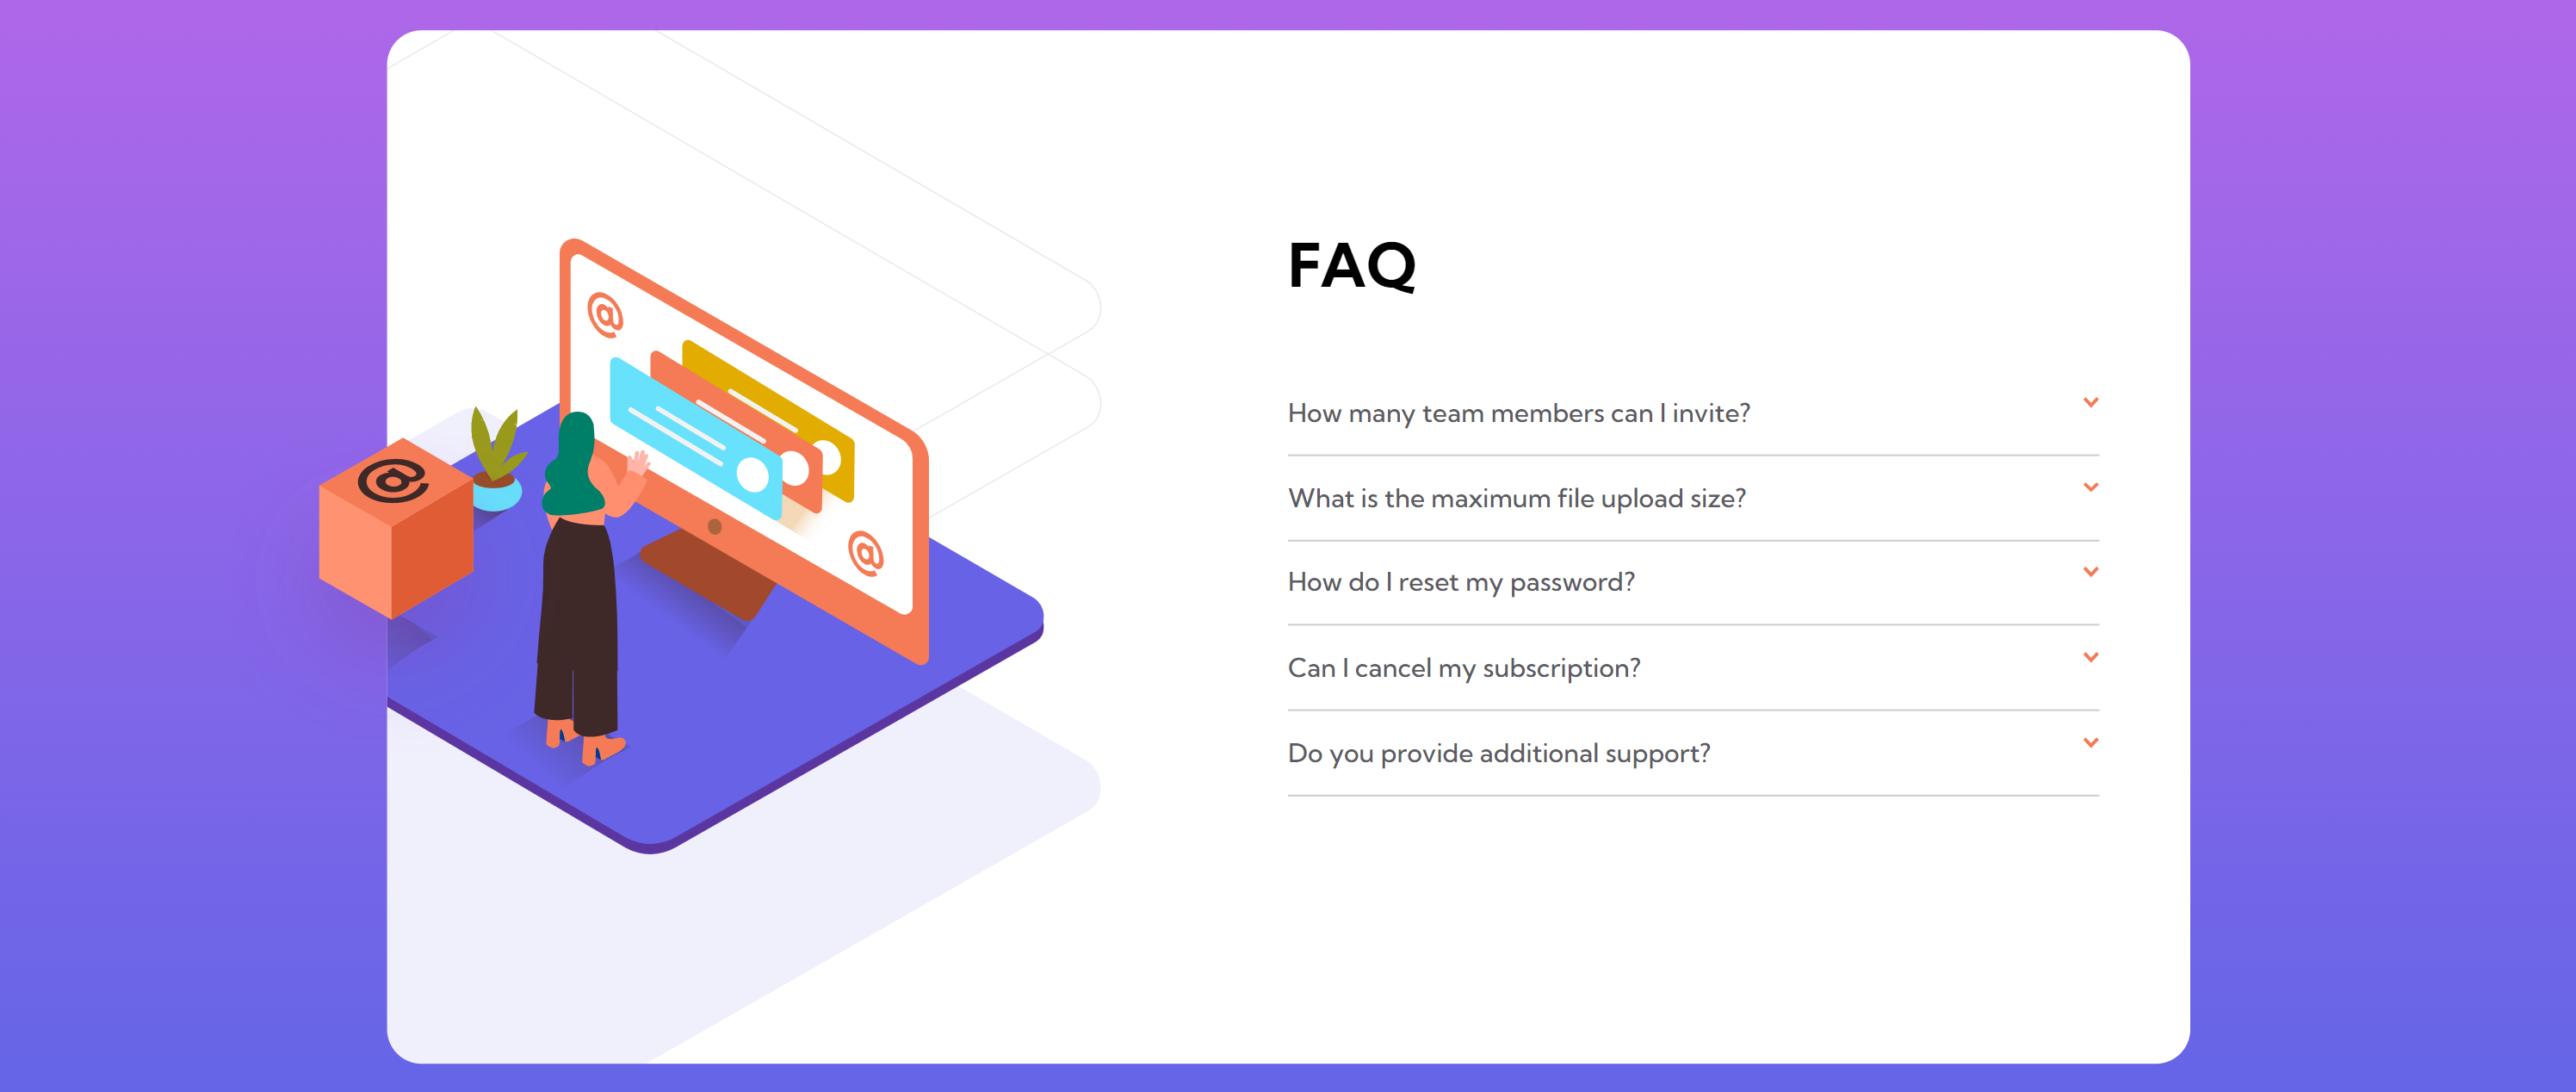 FAQ
How many team members can I invite?
What is the maximum file upload size?
How do I reset my password?
Can I cancel my subscription?
Do you provide additional support?
@
@
@